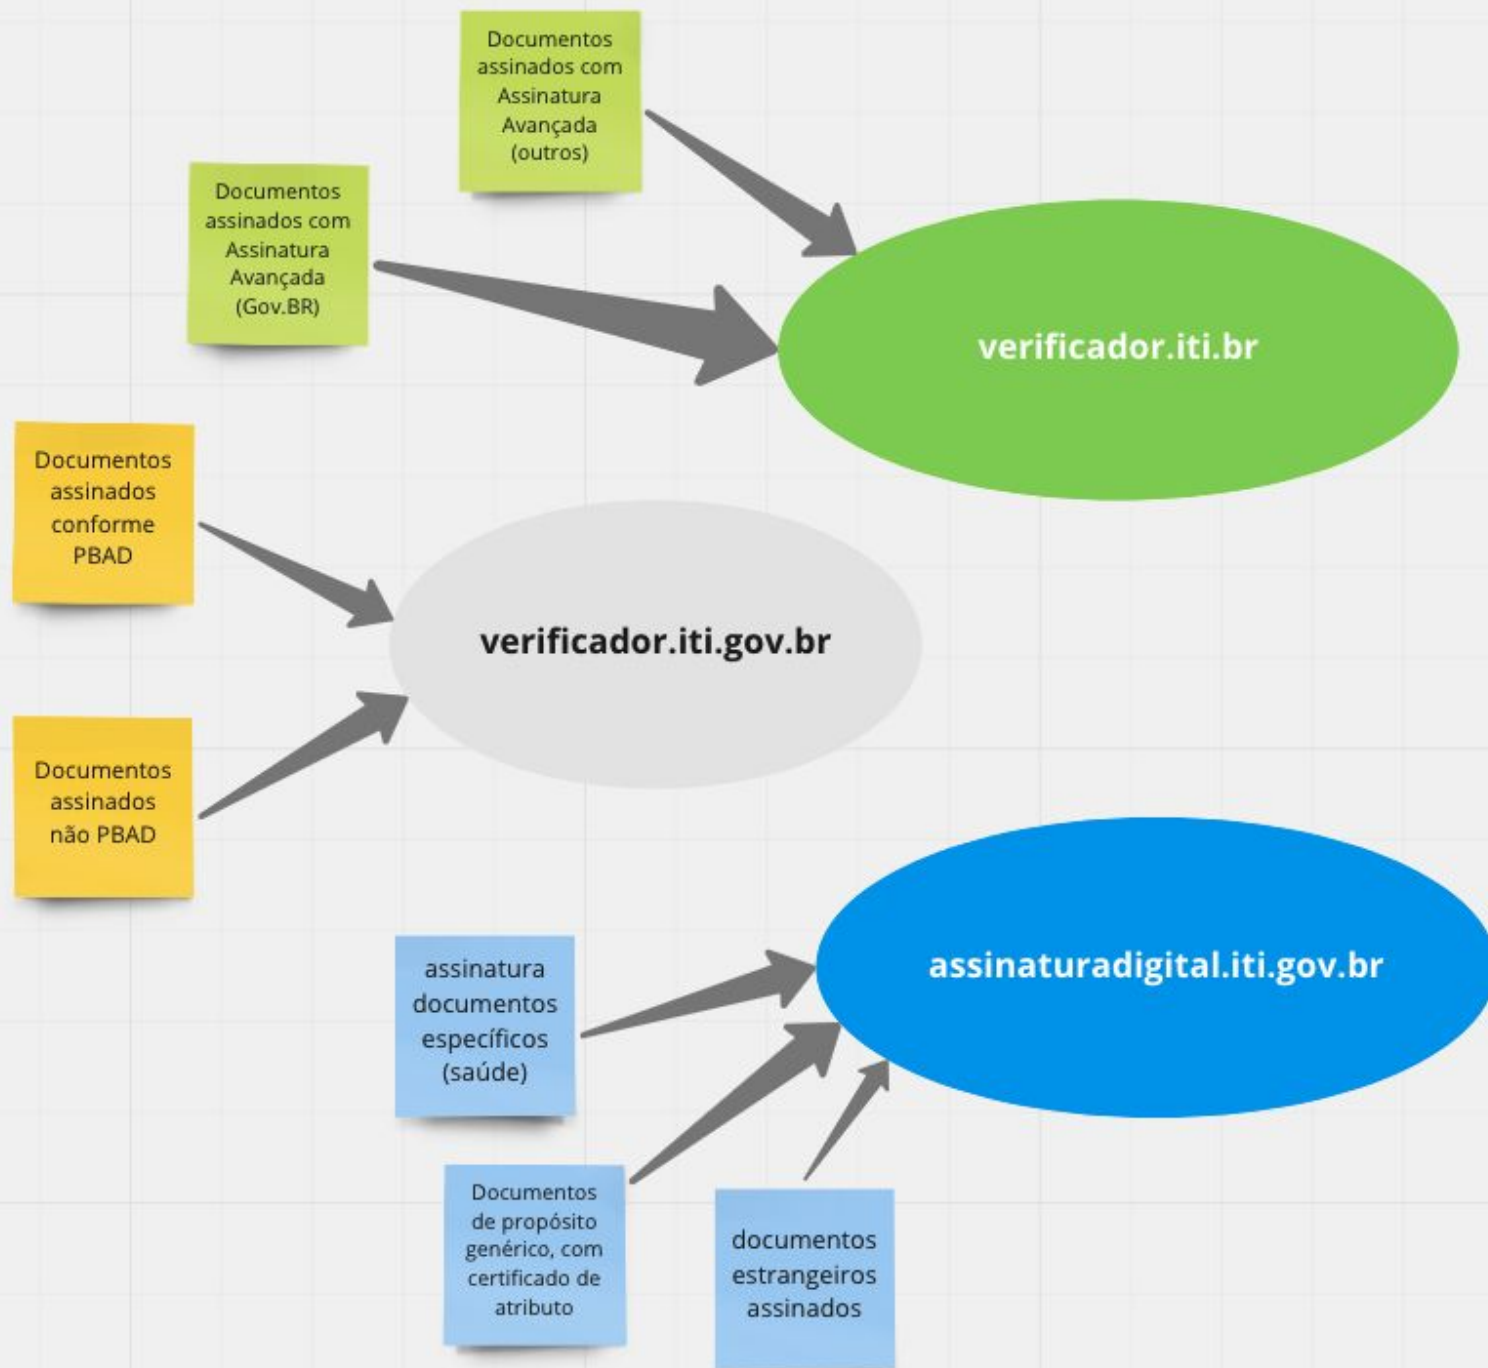 Documentos
assinados com
Assinatura
Avançada
(outros)
Documentos
assinados com
Assinatura
Avançada
(Gov.BR)
verificador.iti.br
Documentos
assinados
conforme
PBAD
verificador.iti.gov.br
Documentos
assinados
não PBAD
assinatura
documentos
específicos
(saúde)
assinaturadigital.iti.gov.br
Documentos
de propósito
genérico, com
certificado de
atributo
documentos
estrangeiros
assinados